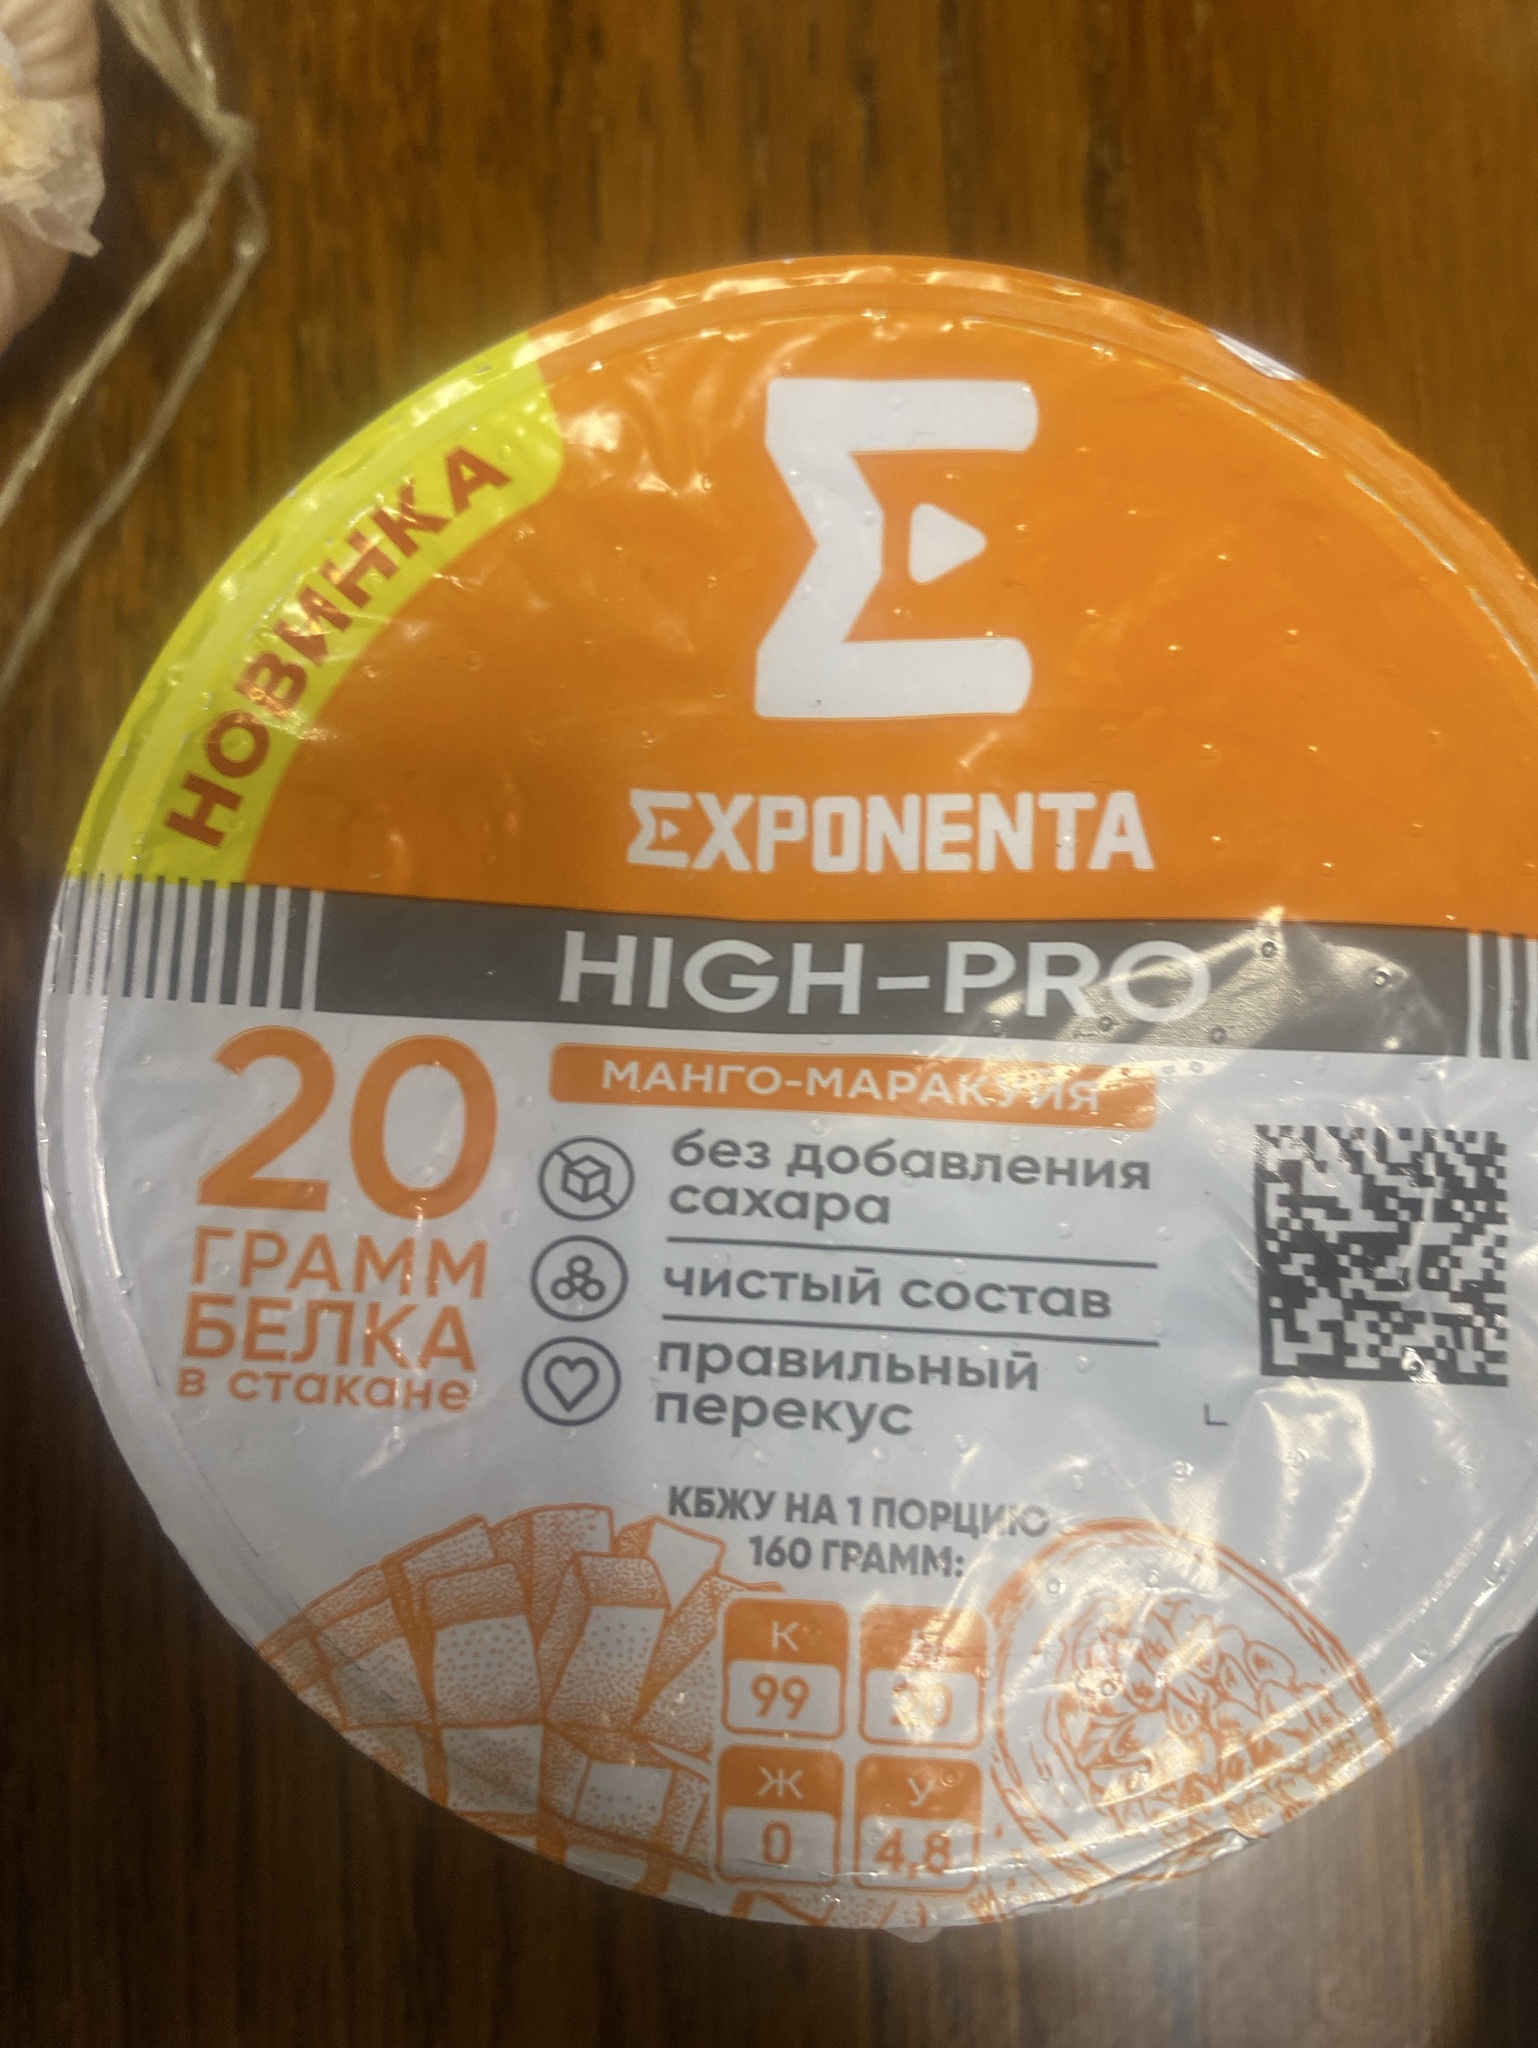 НОВИНКА
EXPONENTA
HIGH-PRO
МАНГО-МАРАКУЙЯ
20
ГРАММ
БЕЛКА
в стакане
без добавления
сахара
чистый состав
правильный
перекус
КБЖУ НА 1 ПОРЦИЮ
160 ГРАММ:
К Б
99 20
Ж У
0 4,8